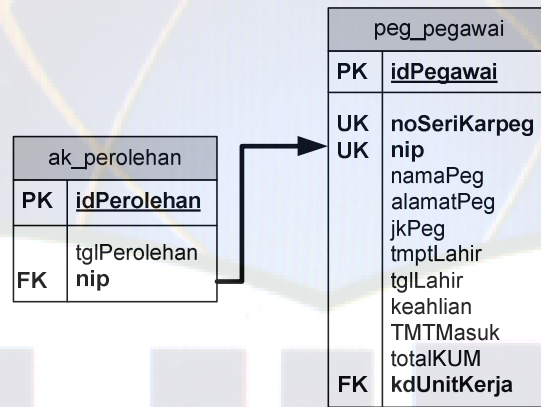 ak_perolehan
PK idPerolehan
tglPerolehan
FK nip
peg_pegawai
PK idPegawai
UK noSeriKarpeg
UK nip
namaPeg
alamatPeg
jkPeg
tmptLahir
tglLahir
keahlian
TMTMasuk
totalKUM
FK kdUnitKerja